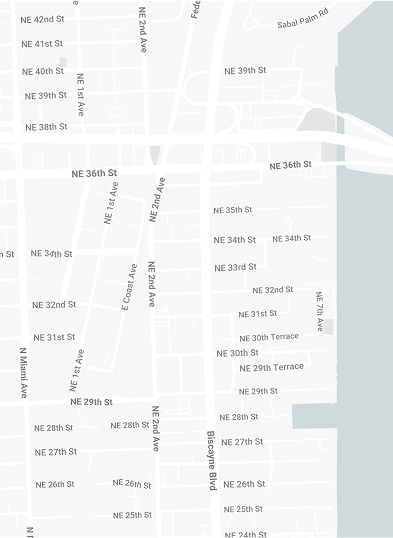 Sabal Palm Rd
NE 42nd St
NE 2nd Ave
Fede
e
NE 41st St
NE 40th St
NE 39th St
NE 1st Ave
NE 39th St
NE 38th St
NE 36th St
NE 36th St
NE 1st Ave
NE 2nd Ave
NE 35th St
NE 34th St
NE 34th St
n St
NE 34th St
NE 33rd St
E Coast Ave
NE 2nd Ave
NE 32nd St
NE 32nd St
NE 7th Ave
NE 31st St
NE 31st St
NE 30th Terrace
NE 30th St
N Miami Ave
NE 1st Ave
NE 29th Terrace
NE 29th St
NE 29th St
NE 28th St
NE 28th St
NE 28th St
NE 2nd Ave
Biscayne Blvd
NE 27th St
NE 27th St
NE 26th St
NE 26th St
NE 26th St
NE 25th St
NE 25th St
N
NE 24th St